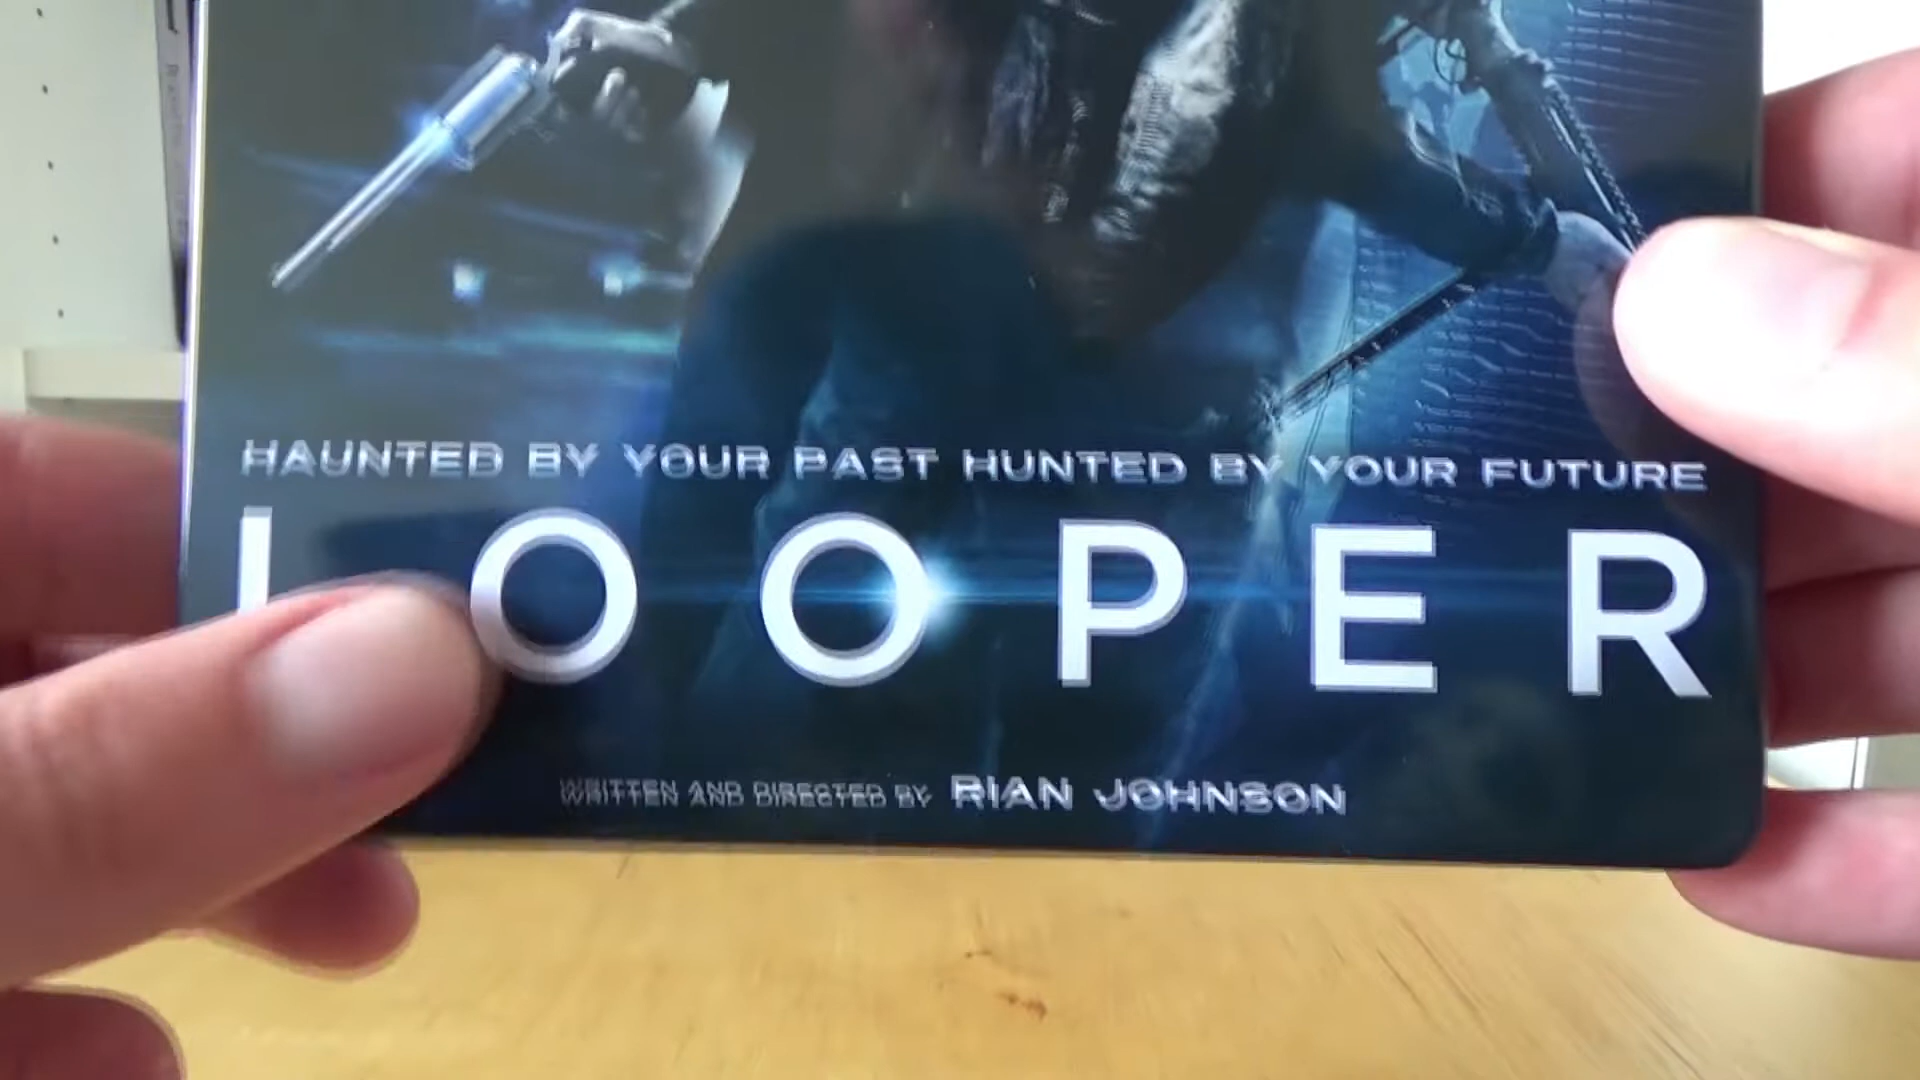 HAUNTED BY YOUR PAST HUNTED BY YOUR FUTURE
LOOPER
WRITTEN AND DIRECTED BY RIAN JOHNSON